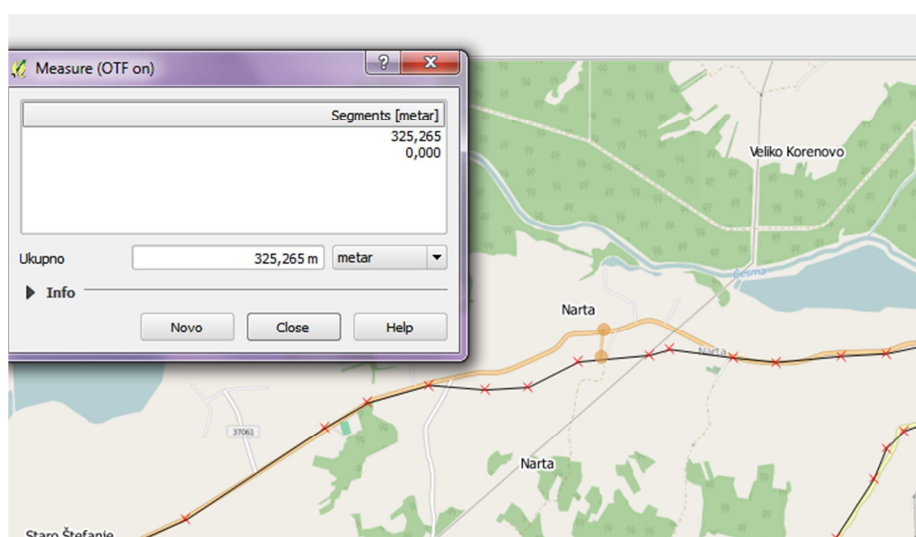 Measure (OTF on)
Segments [metar]
325,265
0,000
Ukupno
325,265 m
metar
Info
Novo
Close
Help
Veliko Korenovo
Česma
Narta
Narta
37061
Narta
Staro Štefanje